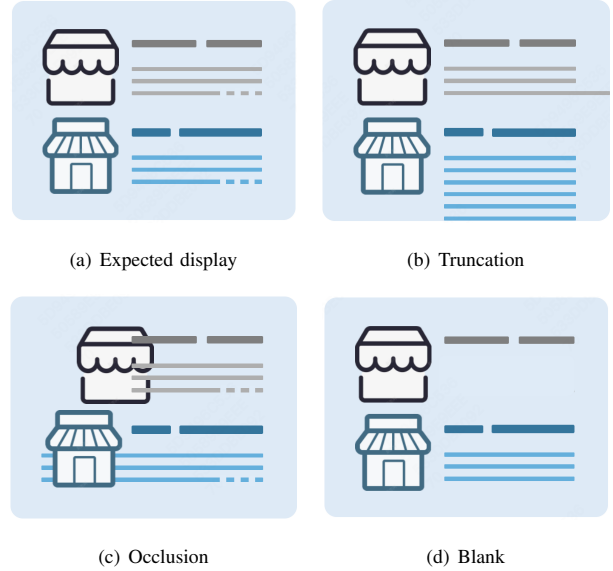 (a) Expected display
(b) Truncation
(c) Occlusion
(d) Blank